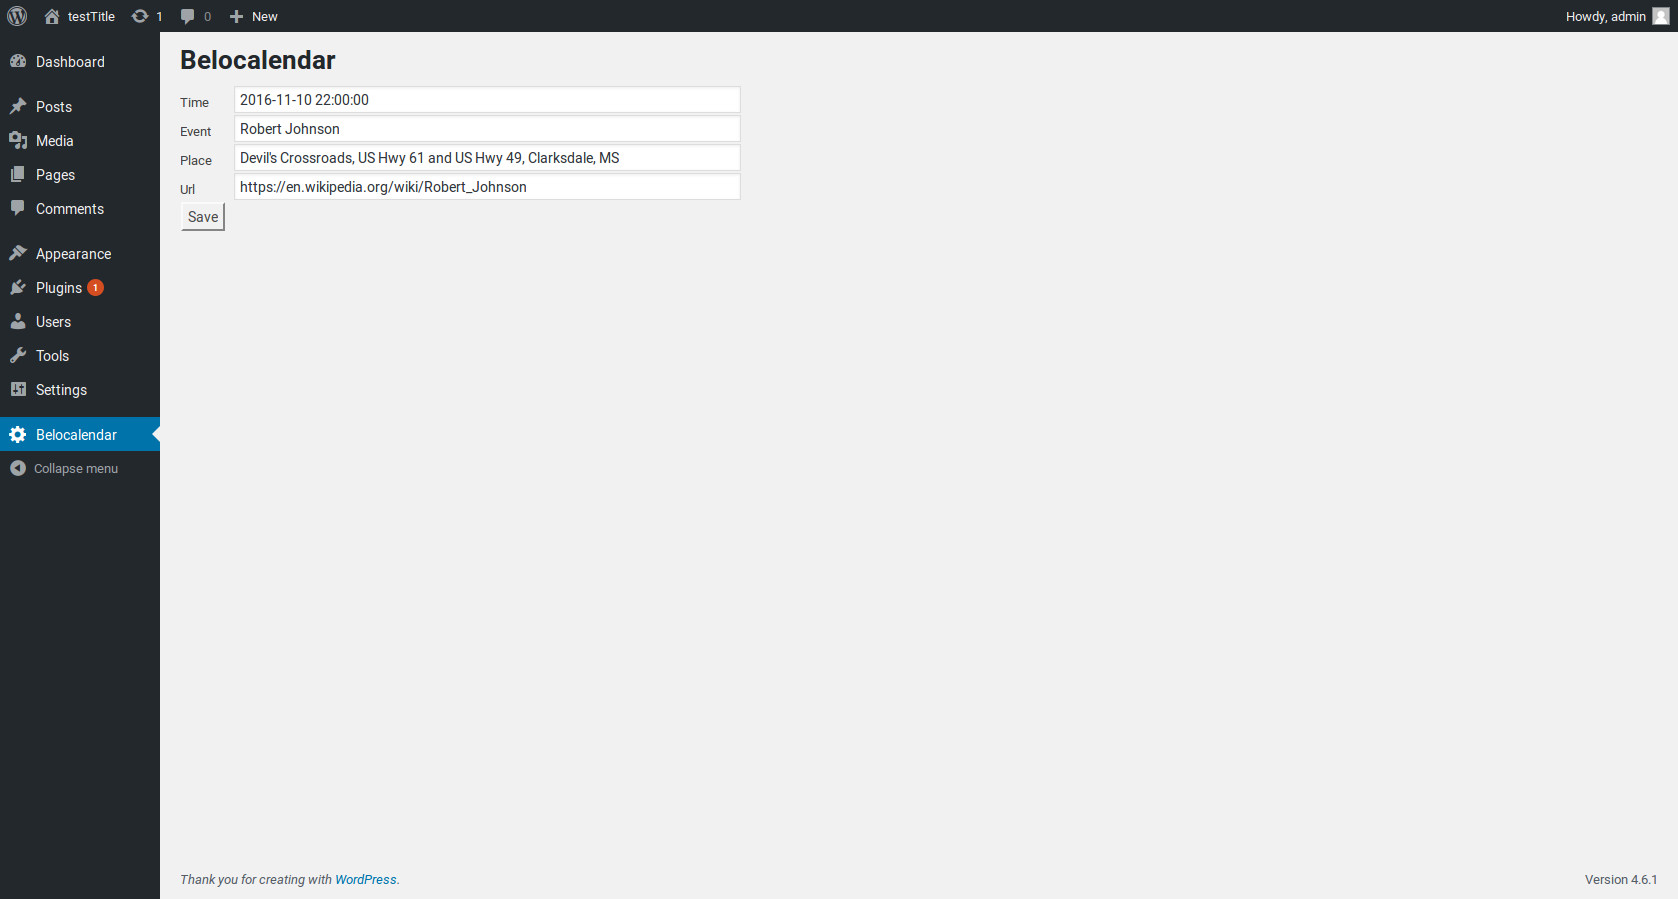 testTitle 1 0 New Howdy, admin
Dashboard
Posts
Media
Pages
Comments
Appearance
Plugins 1
Users
Tools
Settings
Belocalendar
Collapse menu
Belocalendar
Time 2016-11-10 22:00:00
Event Robert Johnson
Place Devil's Crossroads, US Hwy 61 and US Hwy 49, Clarksdale, MS
Url https://en.wikipedia.org/wiki/Robert_Johnson
Save
Thank you for creating with WordPress. Version 4.6.1